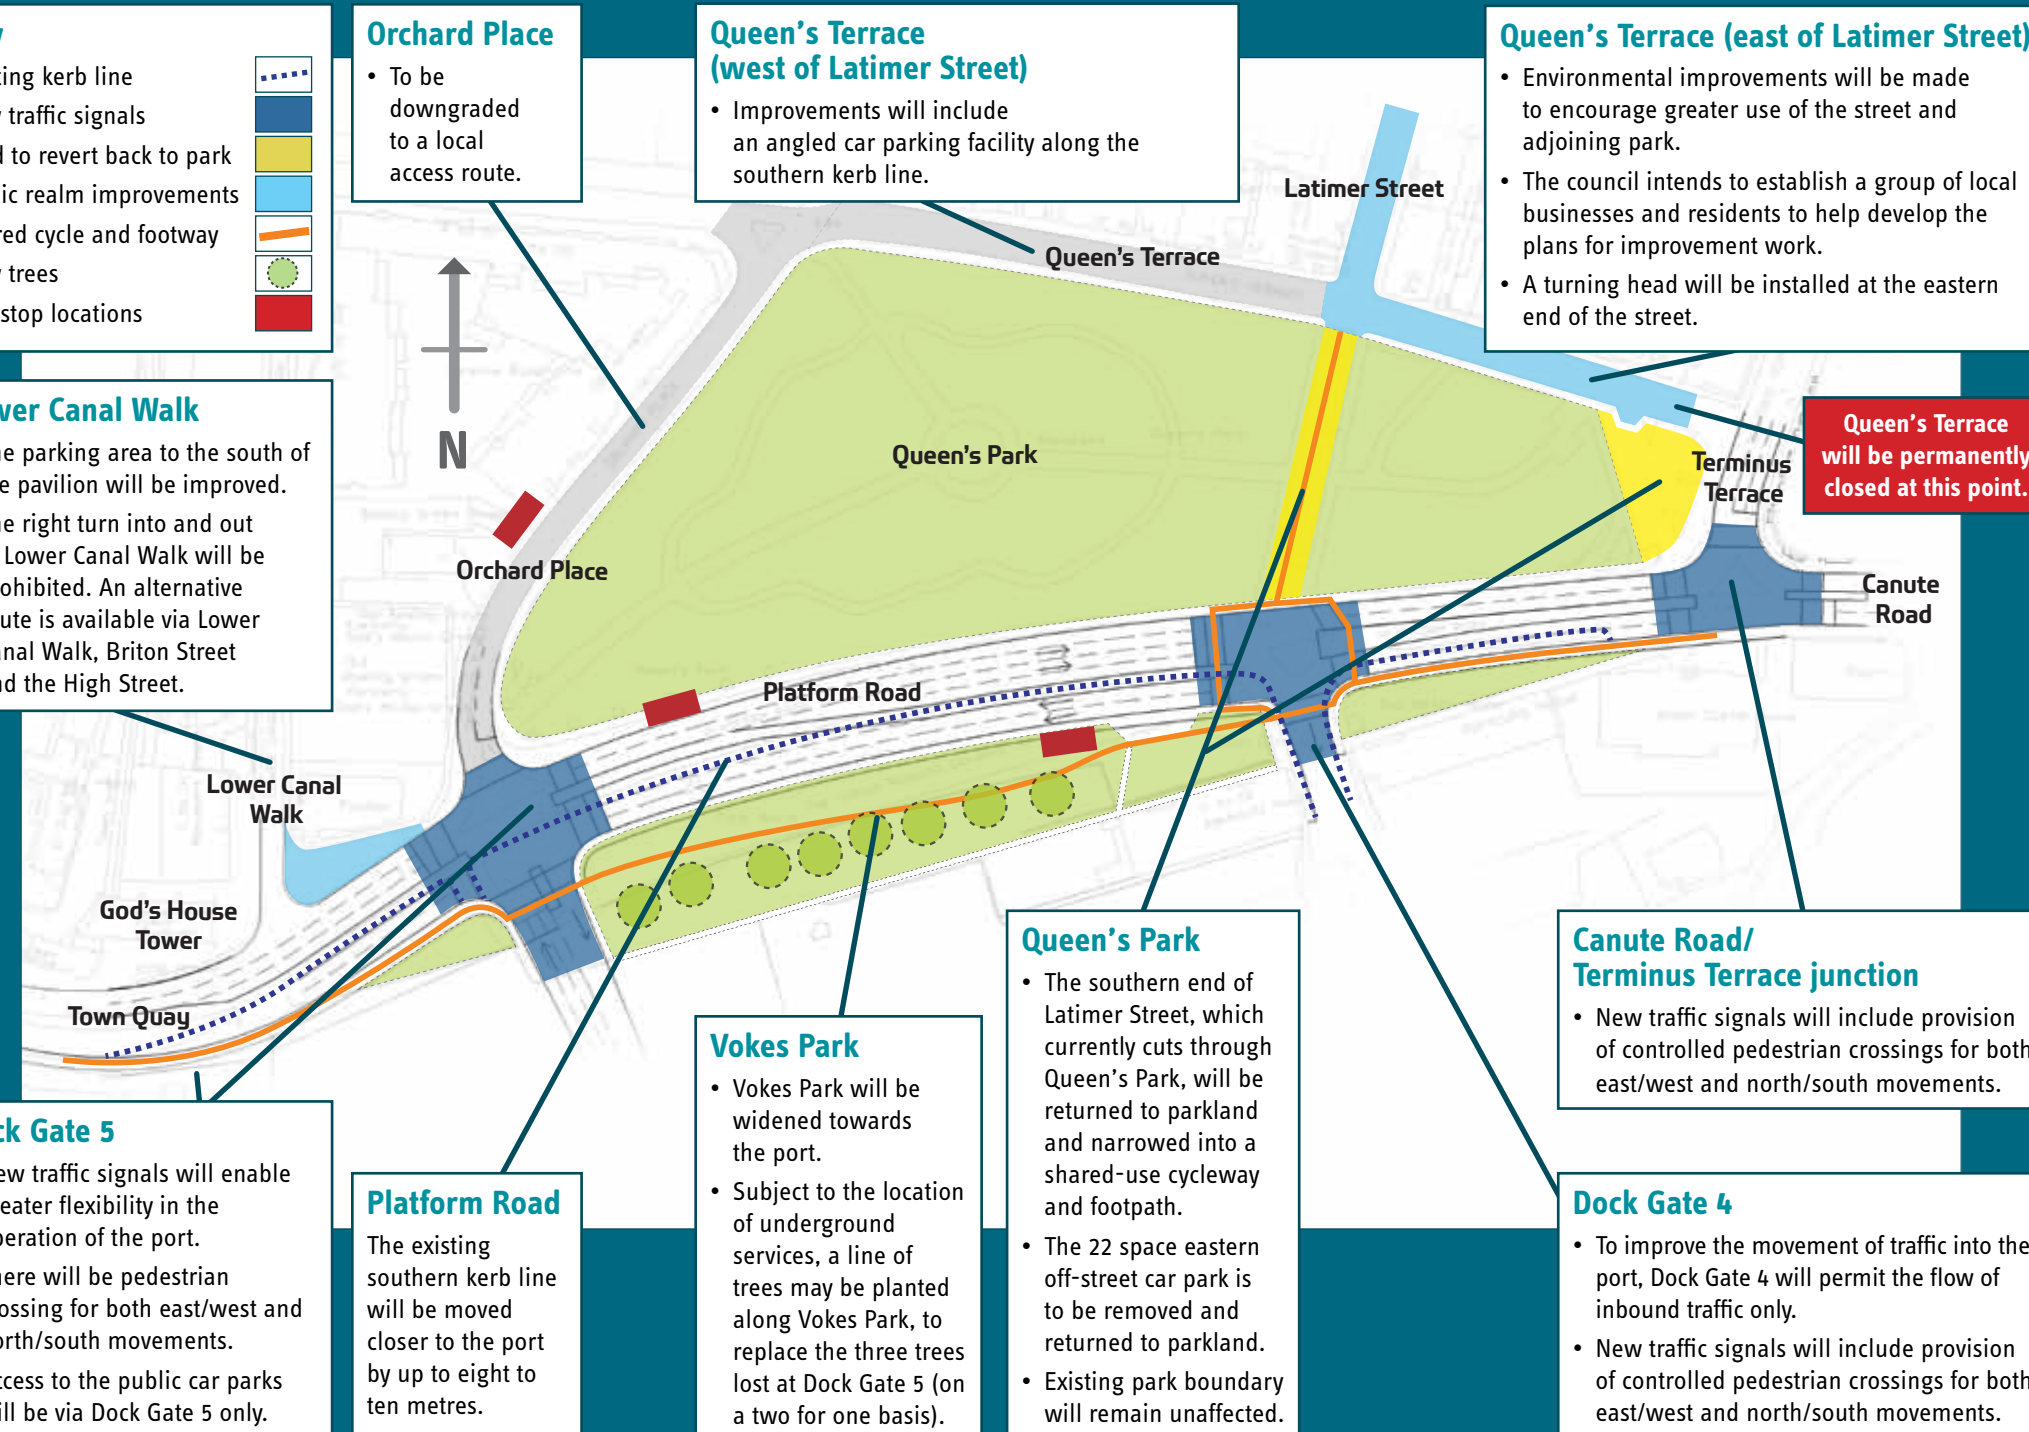 king kerb line
traffic signals
to revert back to park
ic realm improvements
red cycle and footway
trees
stop locations
Orchard Place
• To be
downgraded
to a local
access route.
Queen's Terrace
(west of Latimer Street)
• Improvements will include
an angled car parking facility along the
southern kerb line.
Queen's Terrace (east of Latimer Street)
• Environmental improvements will be made
to encourage greater use of the street and
adjoining park.
• The council intends to establish a group of local
businesses and residents to help develop the
plans for improvement work.
• A turning head will be installed at the eastern
end of the street.
Latimer Street
Queen's Terrace
N
Queen's Park
Queen's Terrace
will be permanently
closed at this point.
Terminus
Terrace
Canute
Road
Orchard Place
Platform Road
ver Canal Walk
e parking area to the south of
e pavilion will be improved.
e right turn into and out
Lower Canal Walk will be
ohibited. An alternative
ute is available via Lower
anal Walk, Briton Street
nd the High Street.
Lower Canal
Walk
God's House
Tower
Town Quay
ck Gate 5
ew traffic signals will enable
eater flexibility in the
peration of the port.
here will be pedestrian
ossing for both east/west and
orth/south movements.
ccess to the public car parks
ill be via Dock Gate 5 only.
Platform Road
The existing
southern kerb line
will be moved
closer to the port
by up to eight to
ten metres.
Vokes Park
• Vokes Park will be
widened towards
the port.
• Subject to the location
of underground
services, a line of
trees may be planted
along Vokes Park, to
replace the three trees
lost at Dock Gate 5 (on
a two for one basis).
Queen's Park
• The southern end of
Latimer Street, which
currently cuts through
Queen's Park, will be
returned to parkland
and narrowed into a
shared-use cycleway
and footpath.
• The 22 space eastern
off-street car park is
to be removed and
returned to parkland.
• Existing park boundary
will remain unaffected.
Canute Road/
Terminus Terrace junction
• New traffic signals will include provision
of controlled pedestrian crossings for both
east/west and north/south movements.
Dock Gate 4
• To improve the movement of traffic into the
port, Dock Gate 4 will permit the flow of
inbound traffic only.
• New traffic signals will include provision
of controlled pedestrian crossings for both
east/west and north/south movements.